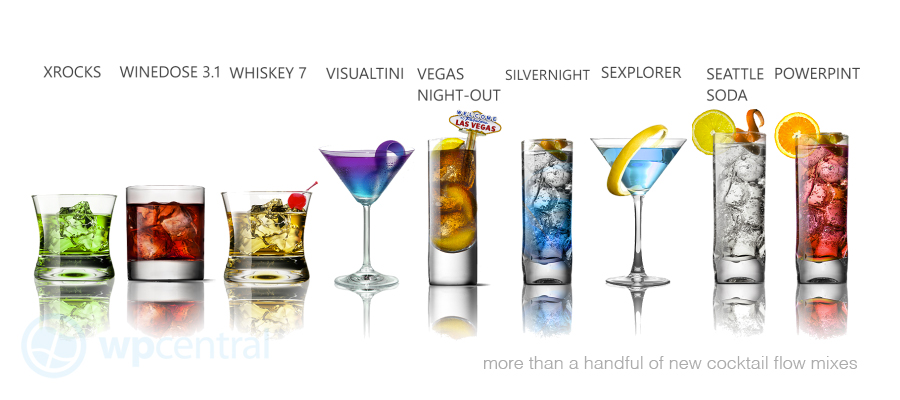 XROCKS
WINEDOSE 3.1
WHISKEY 7
VISUALTINI
VEGAS
NIGHT-OUT
SILVERNIGHT
SEXPLORER
SEATTLE
SODA
POWERPINT
WELCOME
LAS VEGAS
wpcentral
more than a handful of new cocktail flow mixes